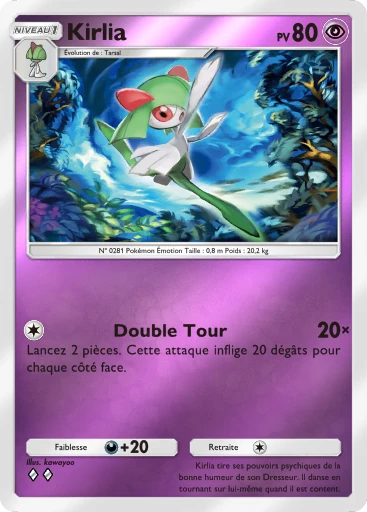 NIVEAU 1
Kirlia
PV 80
Évolution de : Tarsal
N° 0281 Pokémon Émotion Taille : 0,8 m Poids : 20,2 kg
Double Tour 20×
Lancez 2 pièces. Cette attaque inflige 20 dégâts pour
chaque côté face.
Faiblesse +20
Retraite
Illus. kawayoo
Kirlia tire ses pouvoirs psychiques de la
bonne humeur de son Dresseur. Il danse en
tournant sur lui-même quand il est content.